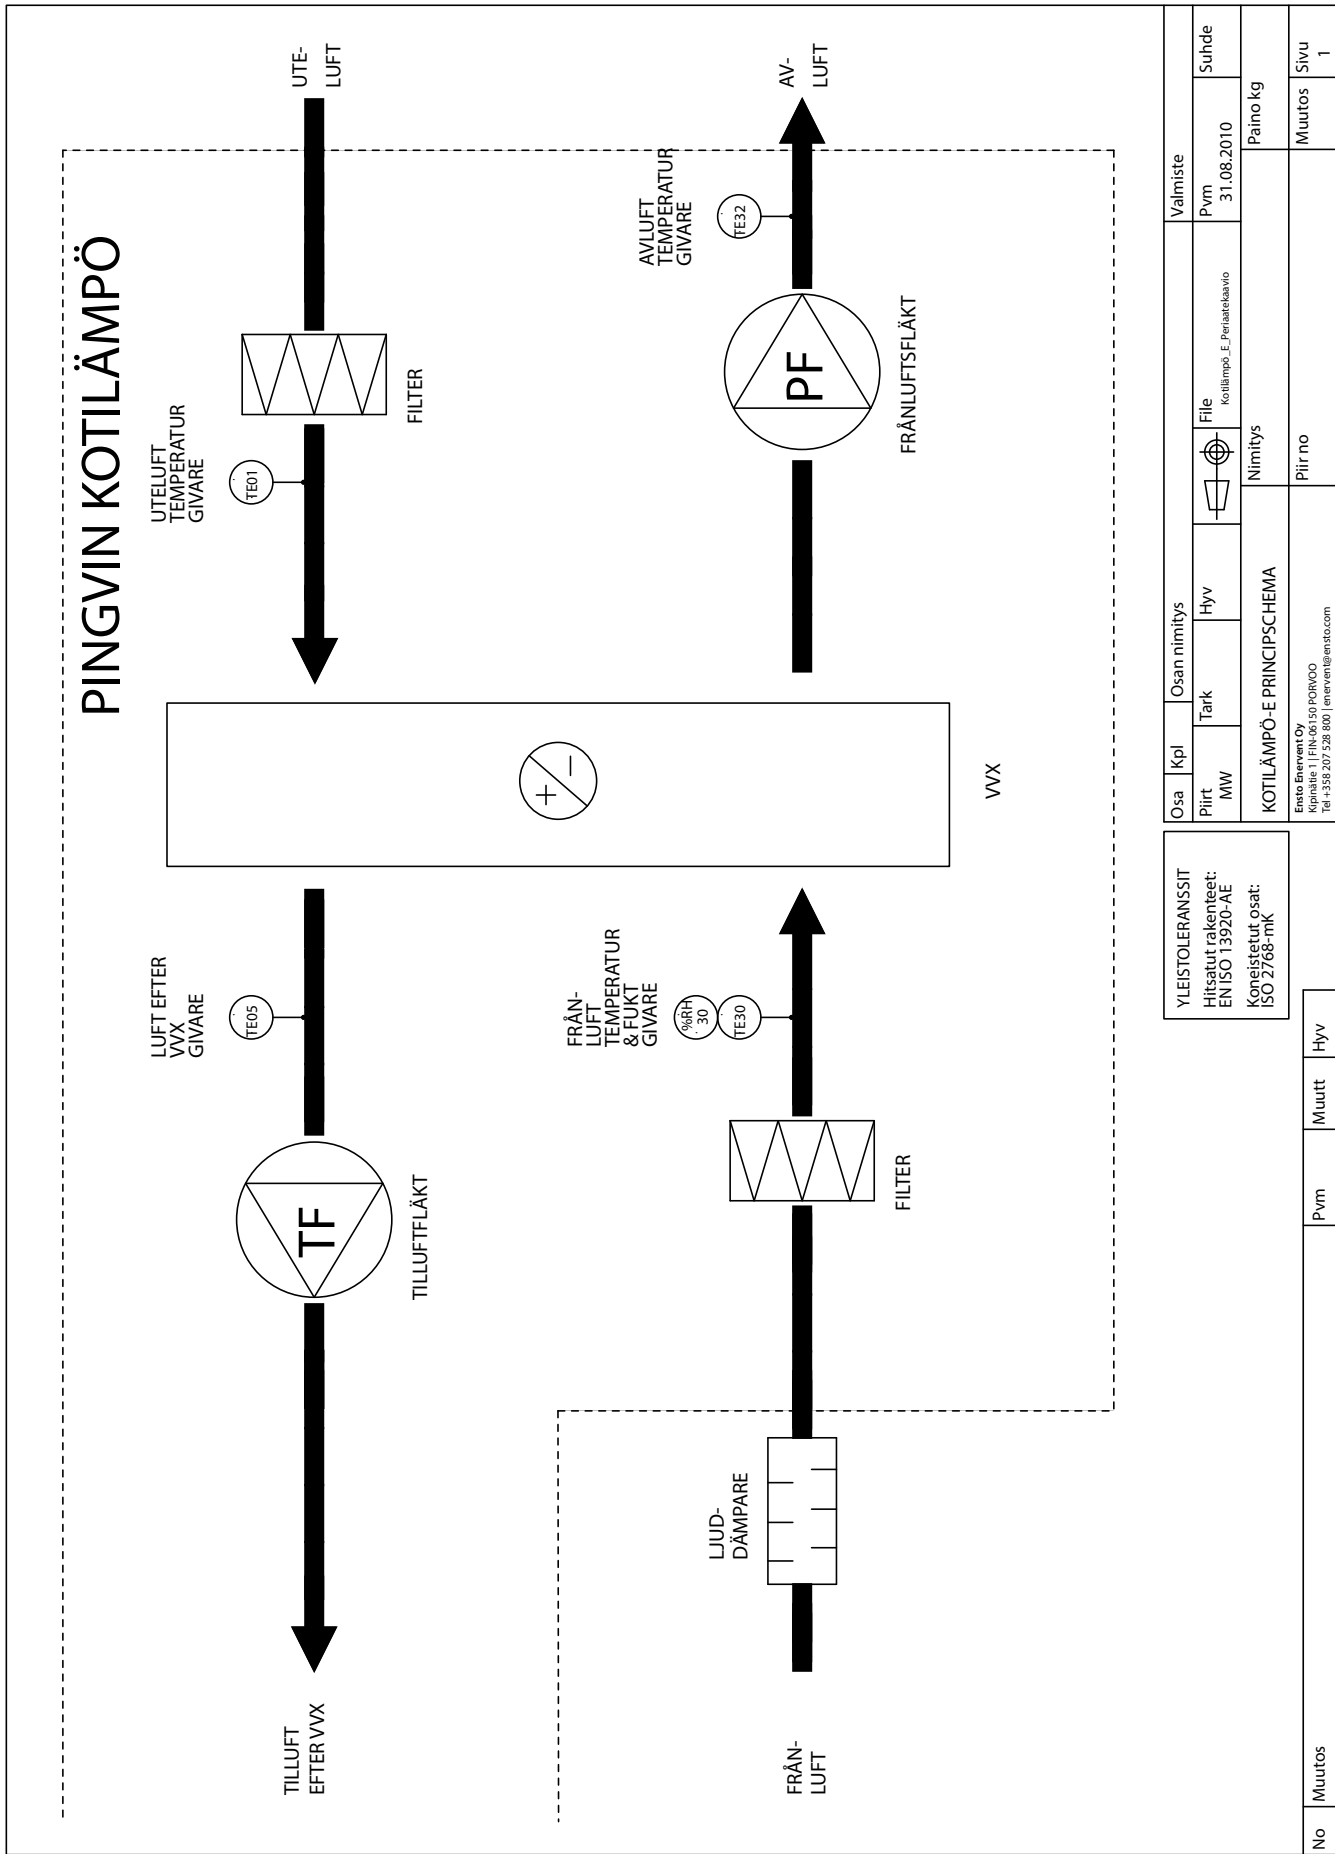 PINGVIN KOTILÄMPÖ
TILLUFT
EFTER VVX
TF
TILLUFTFLÄKT
LUFT EFTER
VVX
GIVARE
TE05
UTELUFT
TEMPERATUR
GIVARE
TE01
FILTER
UTE-
LUFT
FRÅN-
LUFT
LJUD-
DÄMPARE
FILTER
FRÅN-
LUFT
TEMPERATUR
& FUKT
GIVARE
%RH
30
TE30
+
−
VVX
PF
FRÅNLUFTSFLÄKT
AVLUFT
TEMPERATUR
GIVARE
TE32
AV-
LUFT
YLEISTOLERANSSIT
Hitsatut rakenteet:
EN ISO 13920-AE
Koneistetut osat:
ISO 2768-mK
Osa Kpl Osan nimitys Valmiste
Piirt Tark Hyv File Pvm Suhde
MW Kotilämpö_E_Periaatekaavio 31.08.2010
KOTILÄMPÖ-E PRINCIPSCHEMA
Nimitys Paino kg
Ensto Enervent Oy
Kipinätie 1 | FIN-06150 PORVOO
Tel +358 207 528 800 | enervent@ensto.com
Piir no Muutos Sivu
1
No Muutos Pvm Muutt Hyv